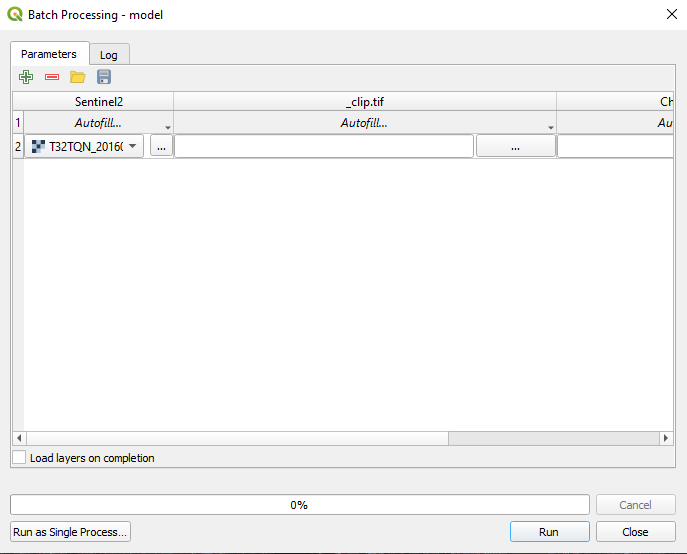 Batch Processing - model
Parameters Log
Sentinel2 _clip.tif Ch
1 Autofill... Autofill... Au
2 T32TQN_2016( ... ...
Load layers on completion
0% Cancel
Run as Single Process... Run Close